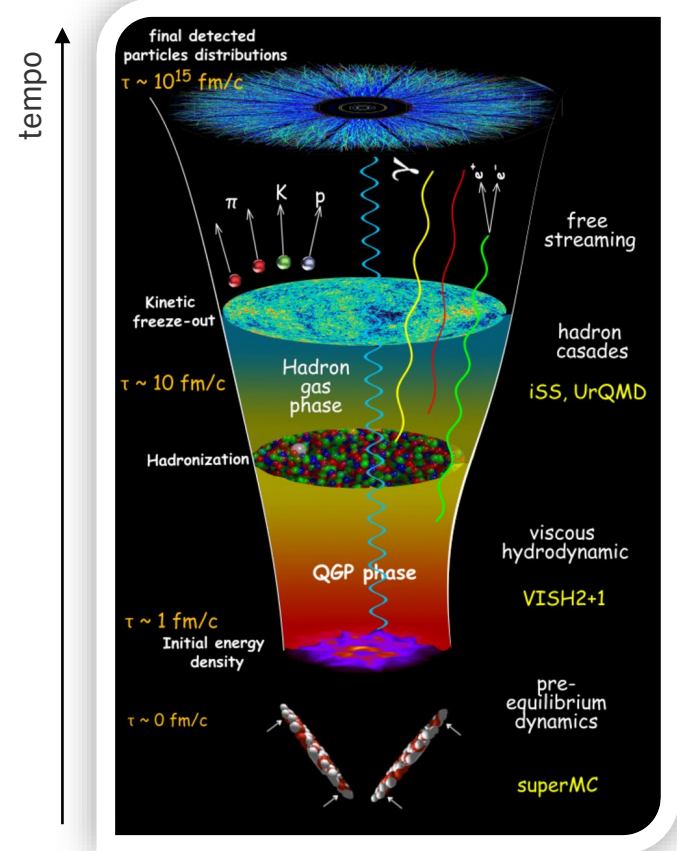 tempo
final detected
particles distributions
τ ~ 10¹⁵ fm/c
γ
e⁺ e⁻
π K p
free
streaming
Kinetic
freeze-out
hadron
casades
Hadron
gas
phase
τ ~ 10 fm/c
iSS, UrQMD
Hadronization
viscous
hydrodynamic
QGP phase
VISH2+1
τ ~ 1 fm/c
Initial energy
density
pre-
equilibrium
dynamics
τ ~ 0 fm/c
superMC